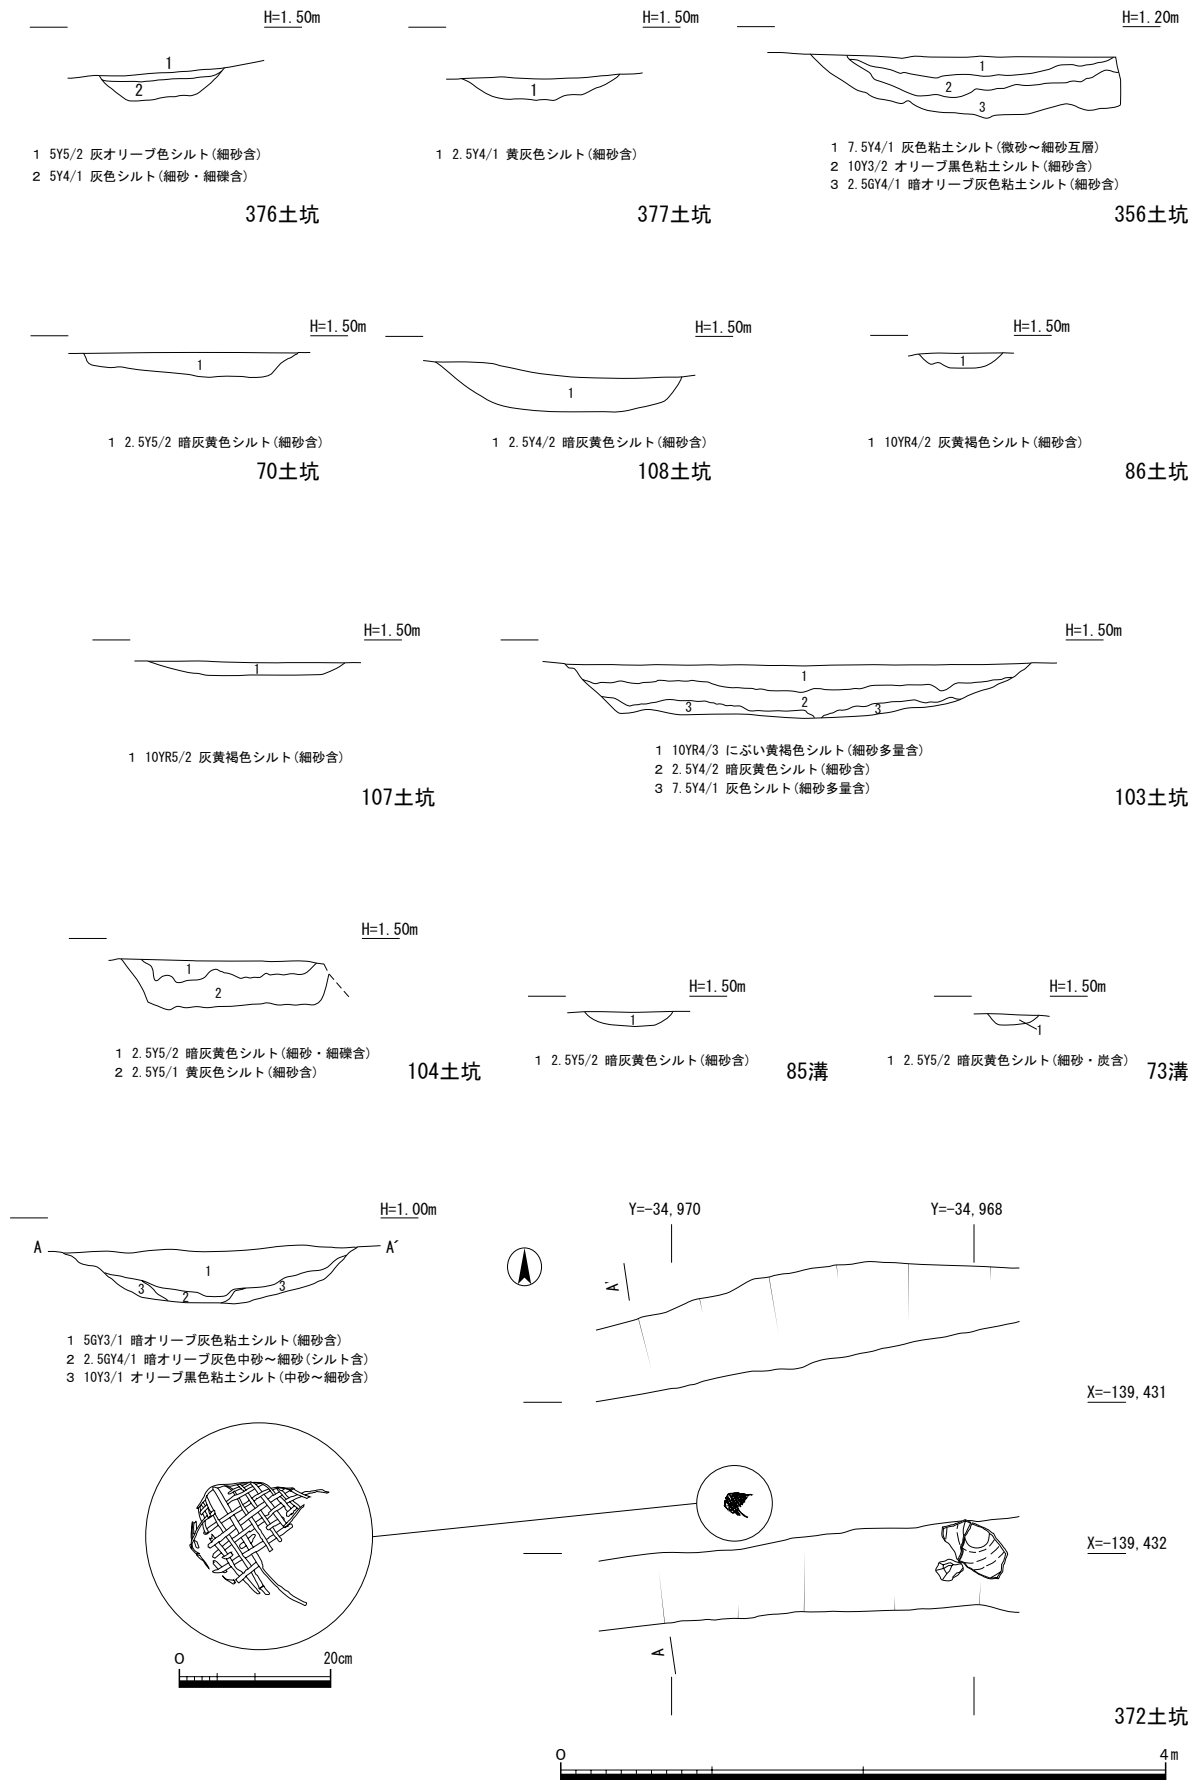 H=1.50m
1
2
1 5Y5/2 灰オリーブ色シルト(細砂含)
2 5Y4/1 灰色シルト(細砂・細礫含)
376土坑
H=1.50m
1
1 2.5Y4/1 黄灰色シルト(細砂含)
377土坑
H=1.20m
1
2
3
1 7.5Y4/1 灰色粘土シルト(微砂～細砂互層)
2 10Y3/2 オリーブ黒色粘土シルト(細砂含)
3 2.5GY4/1 暗オリーブ灰色粘土シルト(細砂含)
356土坑
H=1.50m
1
1 2.5Y5/2 暗灰黄色シルト(細砂含)
70土坑
H=1.50m
1
1 2.5Y4/2 暗灰黄色シルト(細砂含)
108土坑
H=1.50m
1
1 10YR4/2 灰黄褐色シルト(細砂含)
86土坑
H=1.50m
1
1 10YR5/2 灰黄褐色シルト(細砂含)
107土坑
H=1.50m
1
2
3 3
1 10YR4/3 にぶい黄褐色シルト(細砂多量含)
2 2.5Y4/2 暗灰黄色シルト(細砂含)
3 7.5Y4/1 灰色シルト(細砂多量含)
103土坑
H=1.50m
1
2
1 2.5Y5/2 暗灰黄色シルト(細砂・細礫含)
2 2.5Y5/1 黄灰色シルト(細砂含)
104土坑
H=1.50m
1
1 2.5Y5/2 暗灰黄色シルト(細砂含)
85溝
H=1.50m
1
1 2.5Y5/2 暗灰黄色シルト(細砂・炭含)
73溝
H=1.00m
A A´
1
3 2 3
1 5GY3/1 暗オリーブ灰色粘土シルト(細砂含)
2 2.5GY4/1 暗オリーブ灰色中砂～細砂(シルト含)
3 10Y3/1 オリーブ黒色粘土シルト(中砂～細砂含)
Y=-34,970 Y=-34,968
A´
X=-139,431
X=-139,432
A
0 20cm
372土坑
0 4m